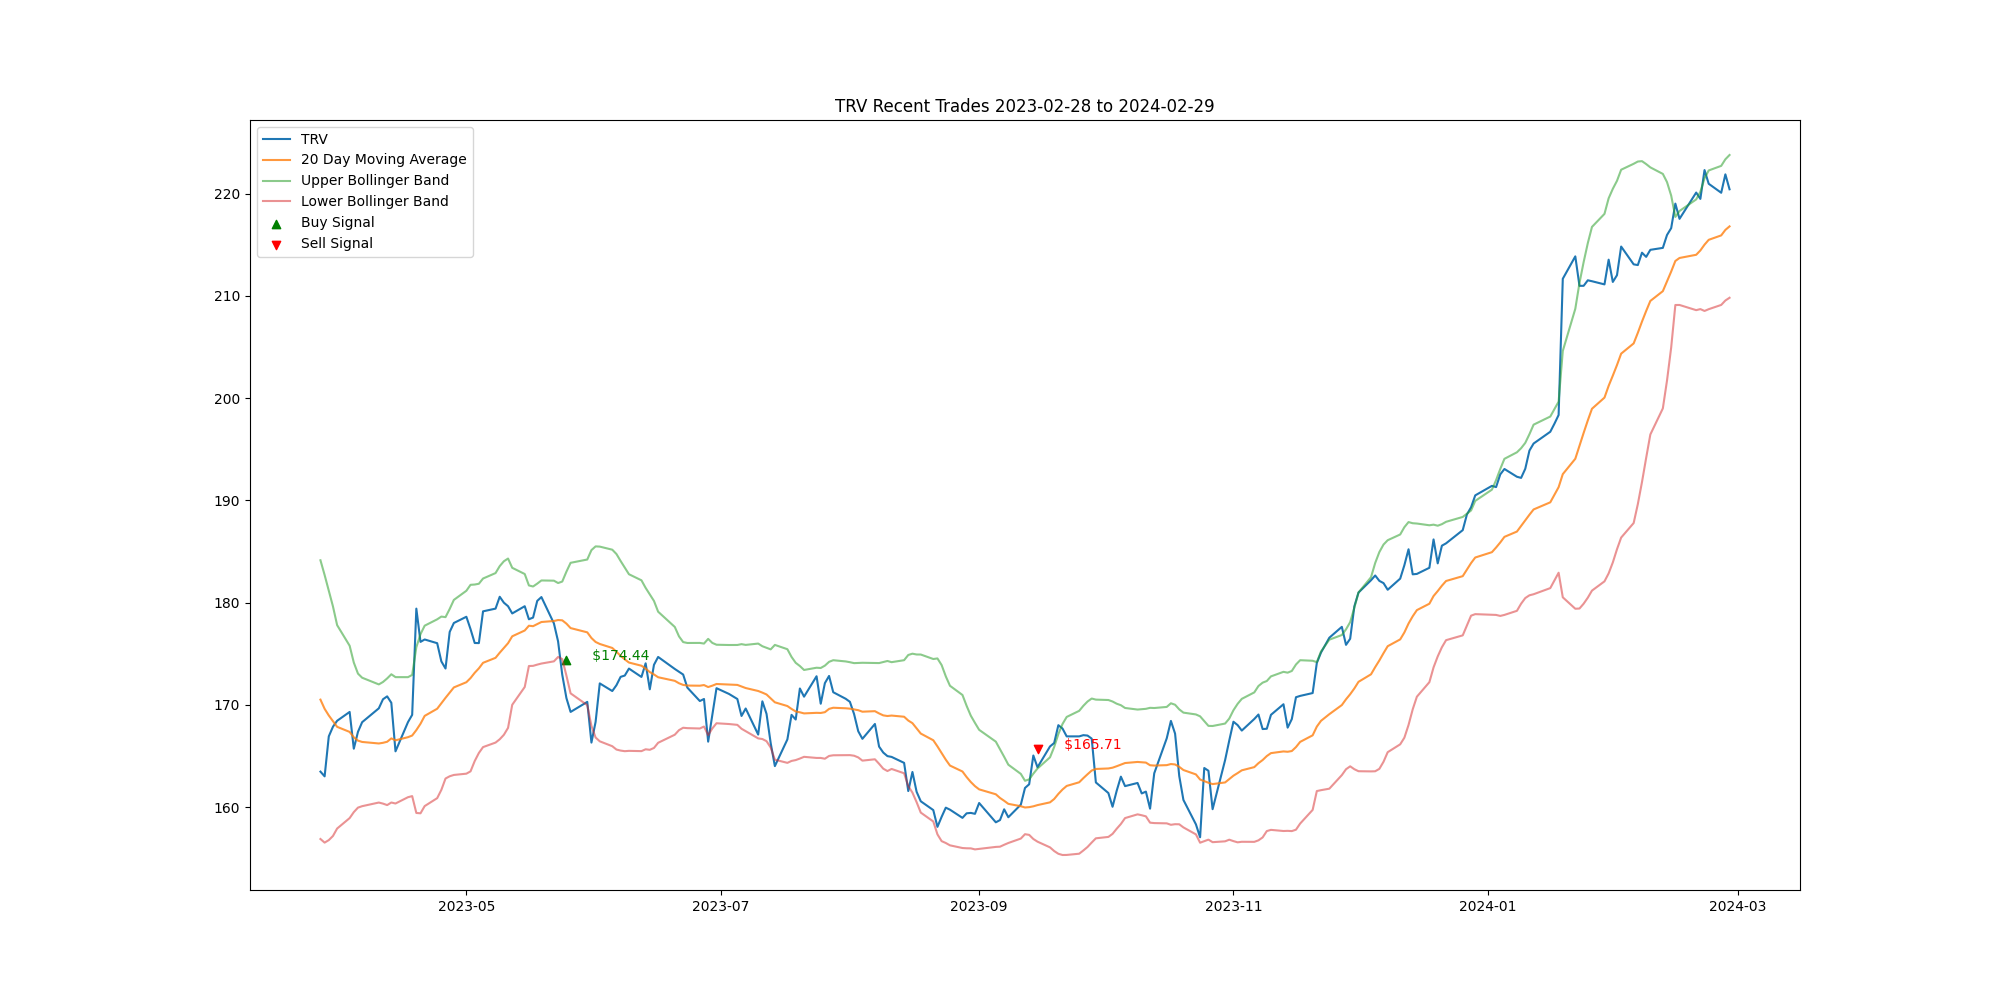 TRV Recent Trades 2023-02-28 to 2024-02-29
TRV
20 Day Moving Average
Upper Bollinger Band
Lower Bollinger Band
Buy Signal
Sell Signal
220
210
200
190
180
170
160
$174.44
$165.71
2023-05
2023-07
2023-09
2023-11
2024-01
2024-03